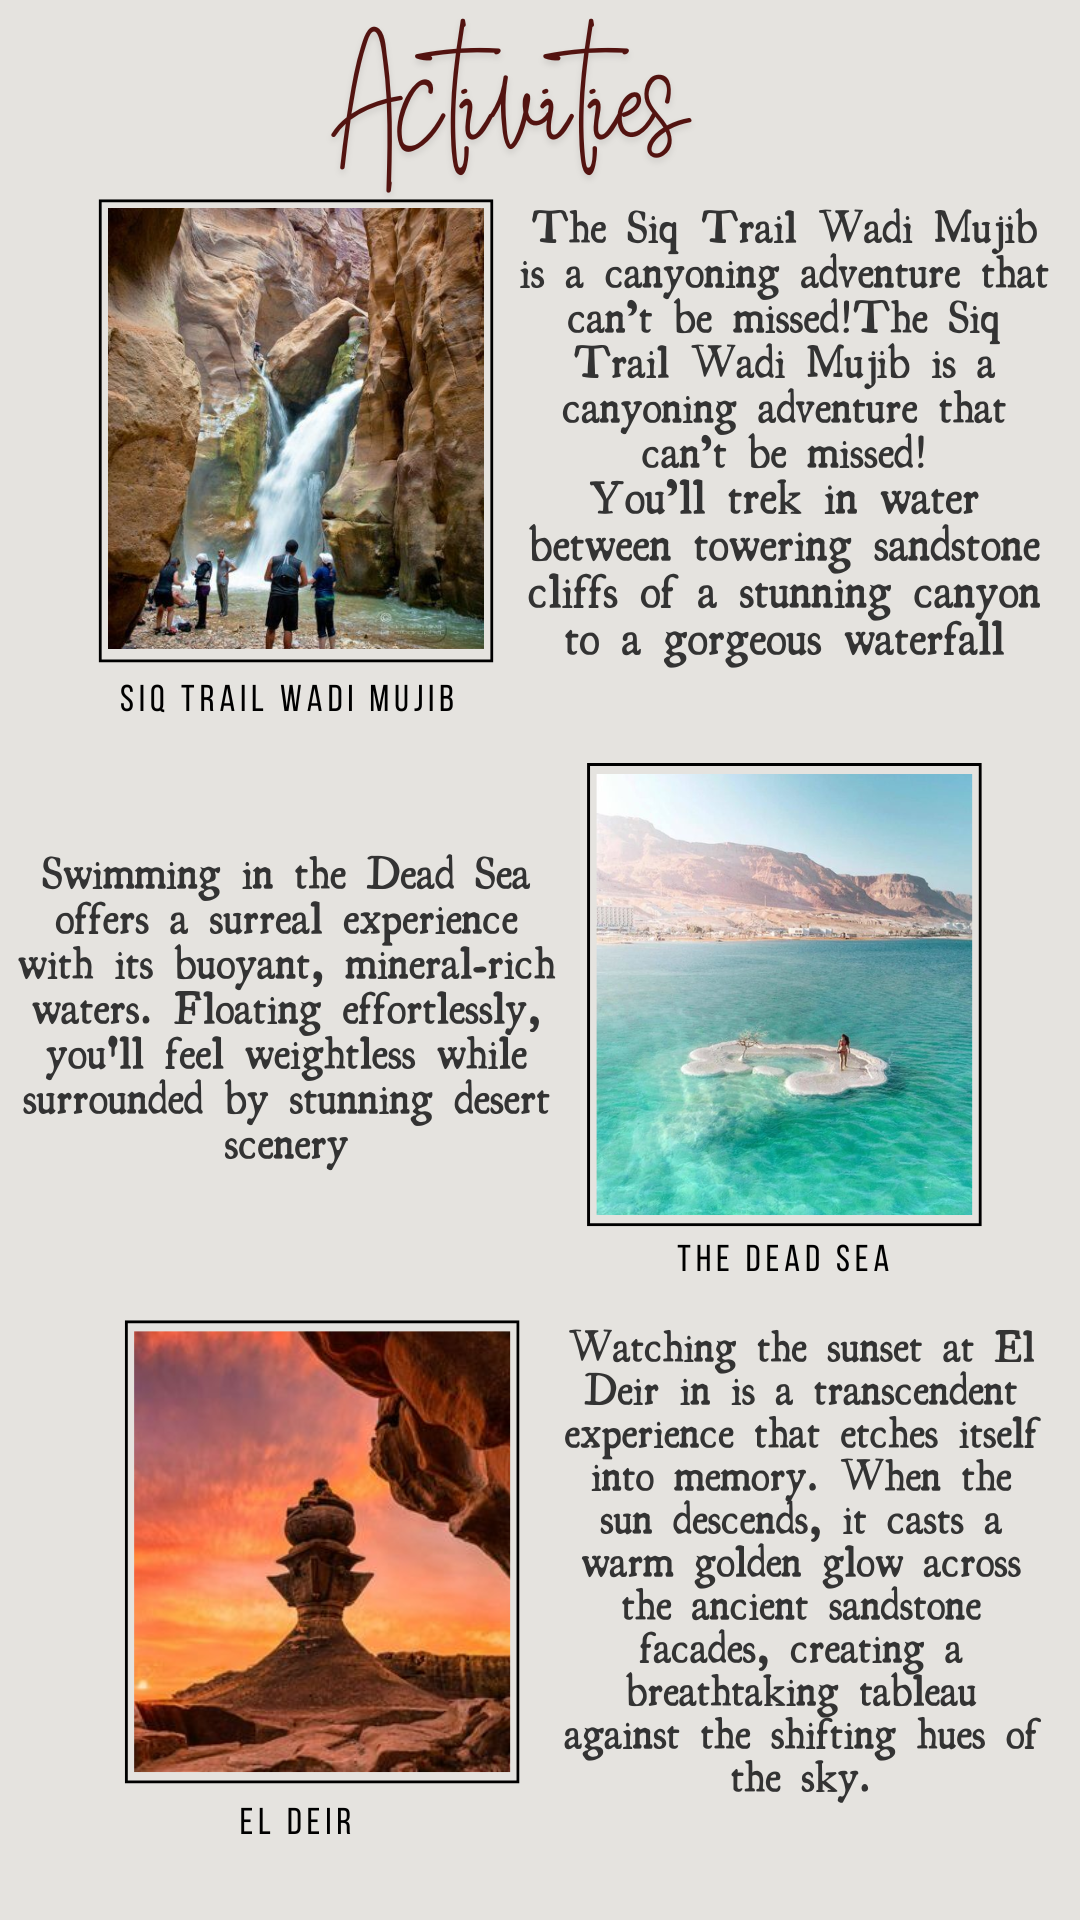 Activities
The Siq Trail Wadi Mujib
is a canyoning adventure that
can't be missed!The Siq
Trail Wadi Mujib is a
canyoning adventure that
can't be missed!
You'll trek in water
between towering sandstone
cliffs of a stunning canyon
to a gorgeous waterfall
SIQ TRAIL WADI MUJIB
Swimming in the Dead Sea
offers a surreal experience
with its buoyant, mineral-rich
waters. Floating effortlessly,
you'll feel weightless while
surrounded by stunning desert
scenery
THE DEAD SEA
Watching the sunset at El
Deir in is a transcendent
experience that etches itself
into memory. When the
sun descends, it casts a
warm golden glow across
the ancient sandstone
facades, creating a
breathtaking tableau
against the shifting hues of
the sky.
EL DEIR